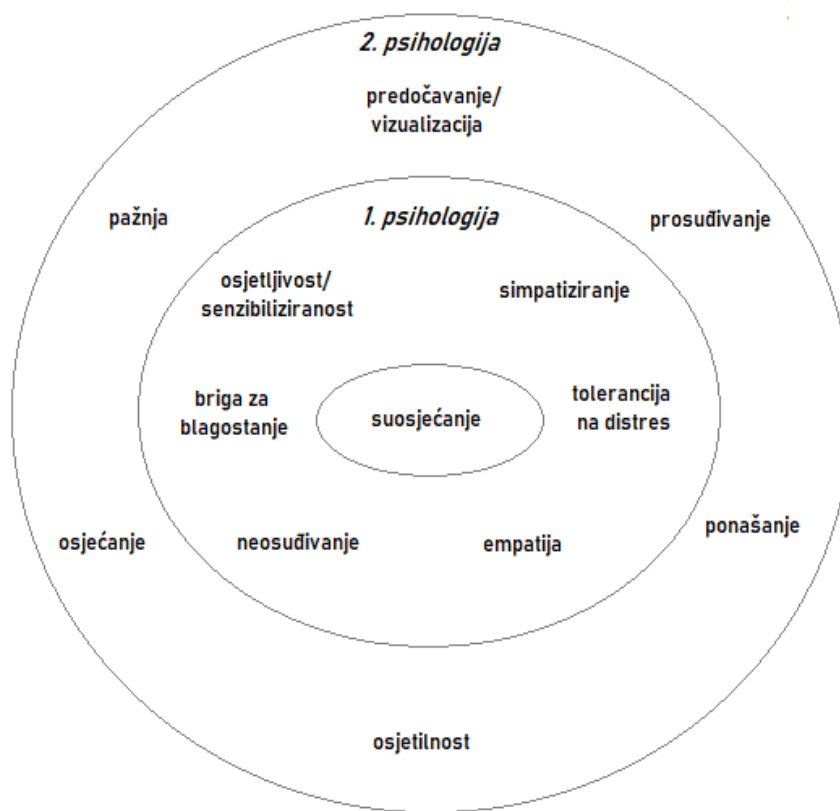 2. psihologija
predočavanje/
vizualizacija
pažnja
prosuđivanje
1. psihologija
osjetljivost/
senzibiliziranost
simpatiziranje
briga za
blagostanje
suosjećanje
tolerancija
na distres
osjećanje
neosuđivanje
empatija
ponašanje
osjetilnost